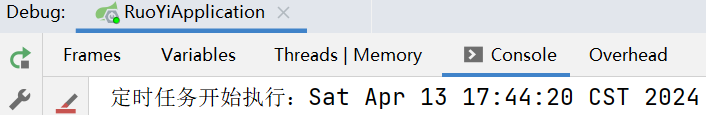 Debug: RuoYiApplication
Frames Variables Threads | Memory Console Overhead
定时任务开始执行：Sat Apr 13 17:44:20 CST 2024